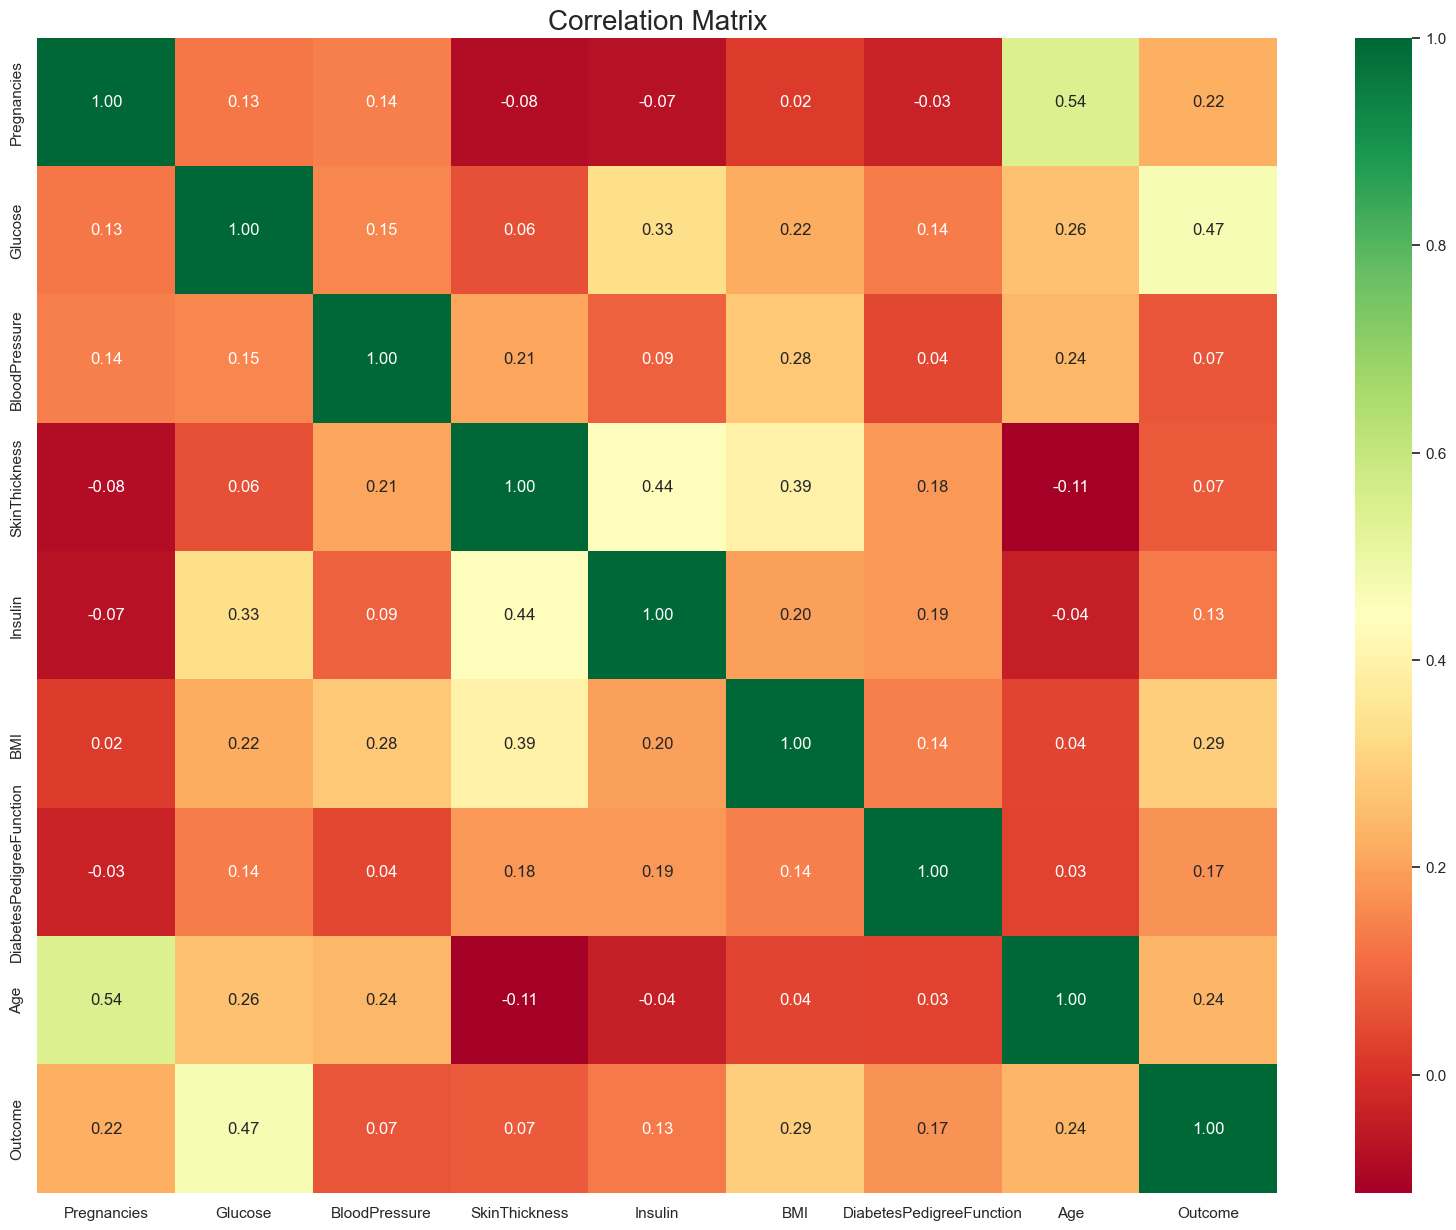 Correlation Matrix
Pregnancies 1.00 0.13 0.14 -0.08 -0.07 0.02 -0.03 0.54 0.22
Glucose 0.13 1.00 0.15 0.06 0.33 0.22 0.14 0.26 0.47
BloodPressure 0.14 0.15 1.00 0.21 0.09 0.28 0.04 0.24 0.07
SkinThickness -0.08 0.06 0.21 1.00 0.44 0.39 0.18 -0.11 0.07
Insulin -0.07 0.33 0.09 0.44 1.00 0.20 0.19 -0.04 0.13
BMI 0.02 0.22 0.28 0.39 0.20 1.00 0.14 0.04 0.29
DiabetesPedigreeFunction -0.03 0.14 0.04 0.18 0.19 0.14 1.00 0.03 0.17
Age 0.54 0.26 0.24 -0.11 -0.04 0.04 0.03 1.00 0.24
Outcome 0.22 0.47 0.07 0.07 0.13 0.29 0.17 0.24 1.00
Pregnancies Glucose BloodPressure SkinThickness Insulin BMI DiabetesPedigreeFunction Age Outcome
1.0
0.8
0.6
0.4
0.2
0.0